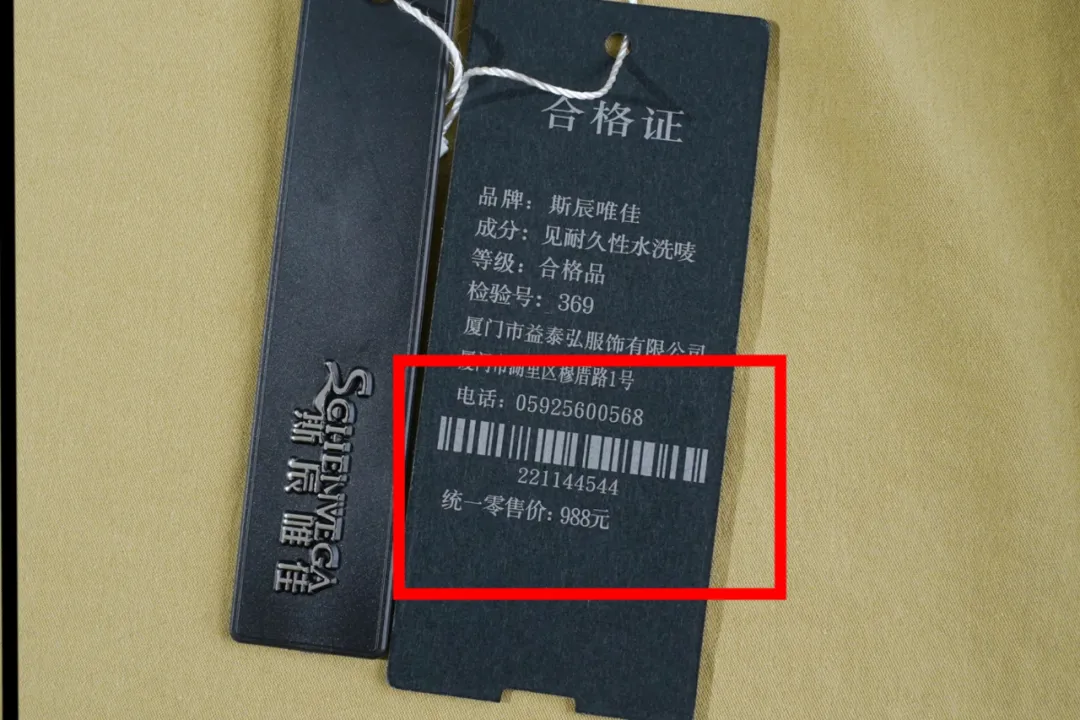 合格证
品牌：斯辰唯佳
成分：见耐久性水洗唛
等级：合格品
检验号：369
厦门市益泰弘服饰有限公司
厦门市湖里区穆厝路1号
电话：05925600568
221144544
统一零售价：988元
SCHENVEGA
斯辰唯佳